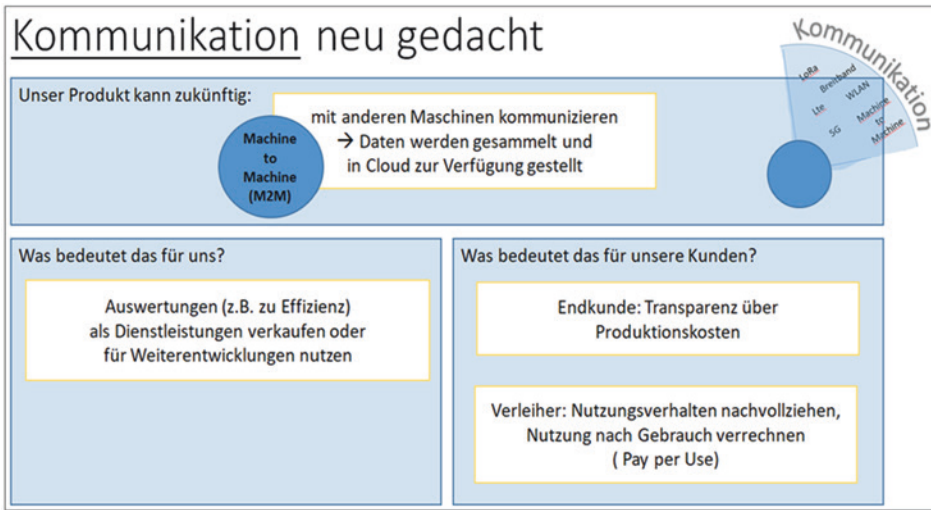 Kommunikation neu gedacht
Kommunikation
LoRa
Breitband
WLAN
Lte
5G
Machine
to
Machine
Unser Produkt kann zukünftig:
mit anderen Maschinen kommunizieren
→ Daten werden gesammelt und
in Cloud zur Verfügung gestellt
Machine
to
Machine
(M2M)
Was bedeutet das für uns?
Auswertungen (z.B. zu Effizienz)
als Dienstleistungen verkaufen oder
für Weiterentwicklungen nutzen
Was bedeutet das für unsere Kunden?
Endkunde: Transparenz über
Produktionskosten
Verleiher: Nutzungsverhalten nachvollziehen,
Nutzung nach Gebrauch verrechnen
( Pay per Use)